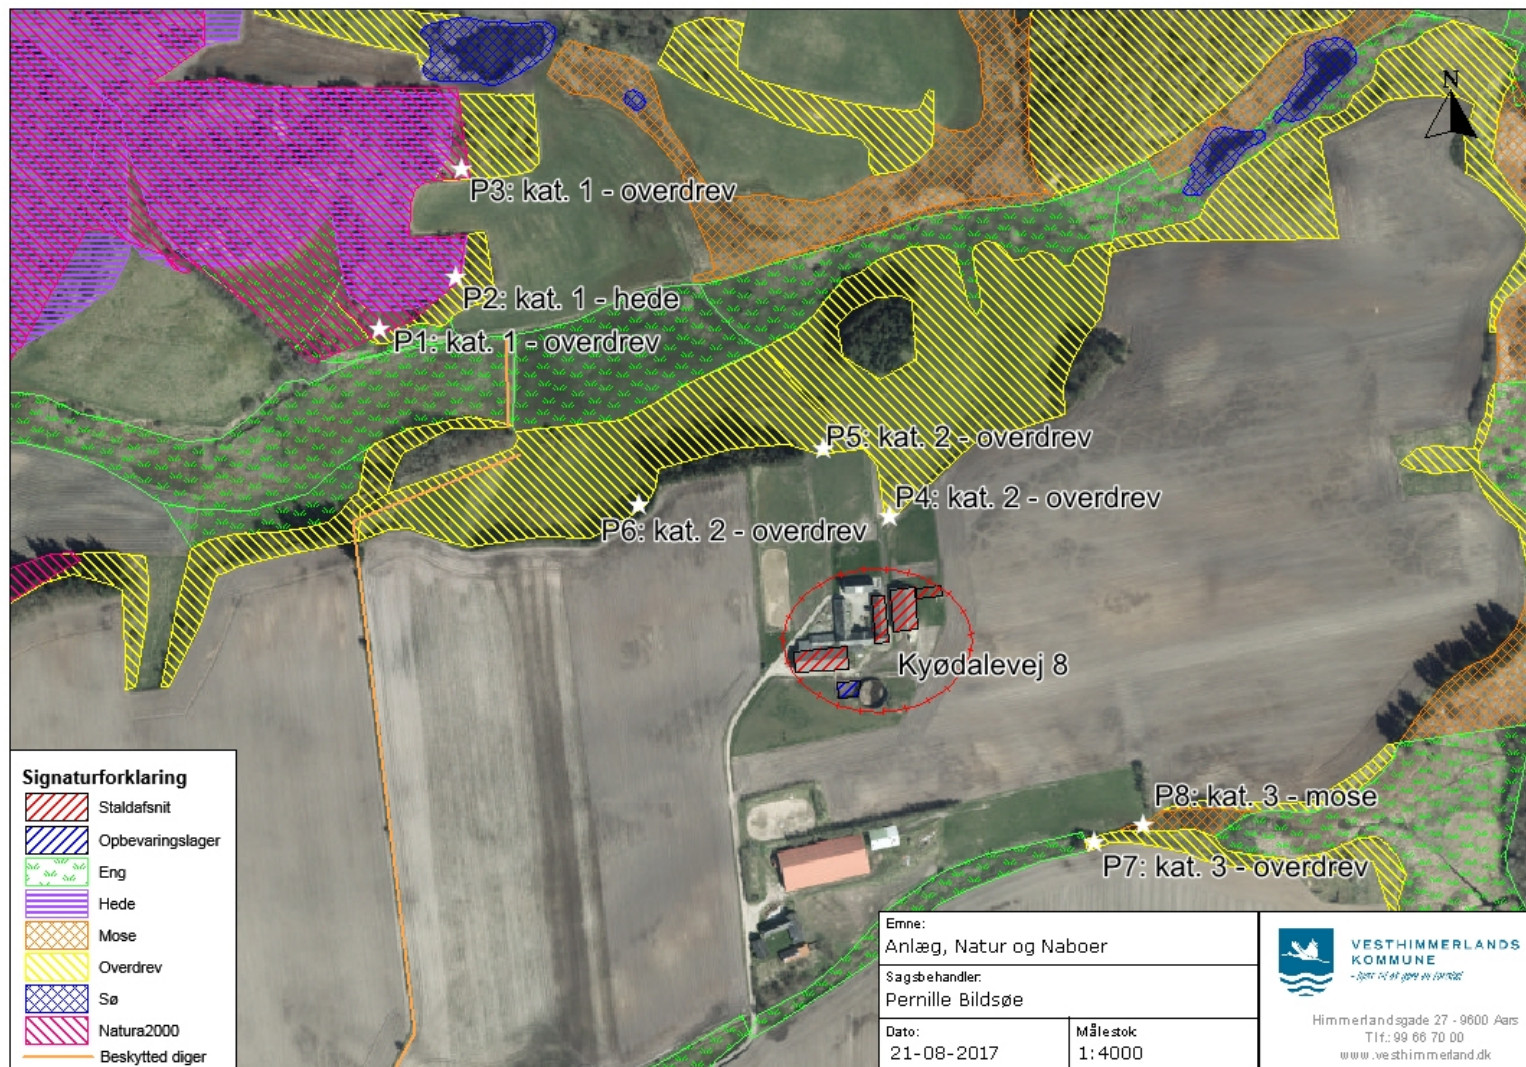 N
P3: kat. 1 - overdrev
P2: kat. 1 - hede
P1: kat. 1 - overdrev
P5: kat. 2 - overdrev
P4: kat. 2 - overdrev
P6: kat. 2 - overdrev
Kyødalevej 8
P8: kat. 3 - mose
P7: kat. 3 - overdrev
Signaturforklaring
Staldafsnit
Opbevaringslager
Eng
Hede
Mose
Overdrev
Sø
Natura2000
Beskytted diger
Emne:
Anlæg, Natur og Naboer
Sagsbehandler:
Pernille Bildsøe
Dato:
21-08-2017
Målestok
1:4000
VESTHIMMERLANDS
KOMMUNE
Himmerlandsgade 27 - 9600 Aars
Tlf.: 99 66 70 00
www.vesthimmerland.dk